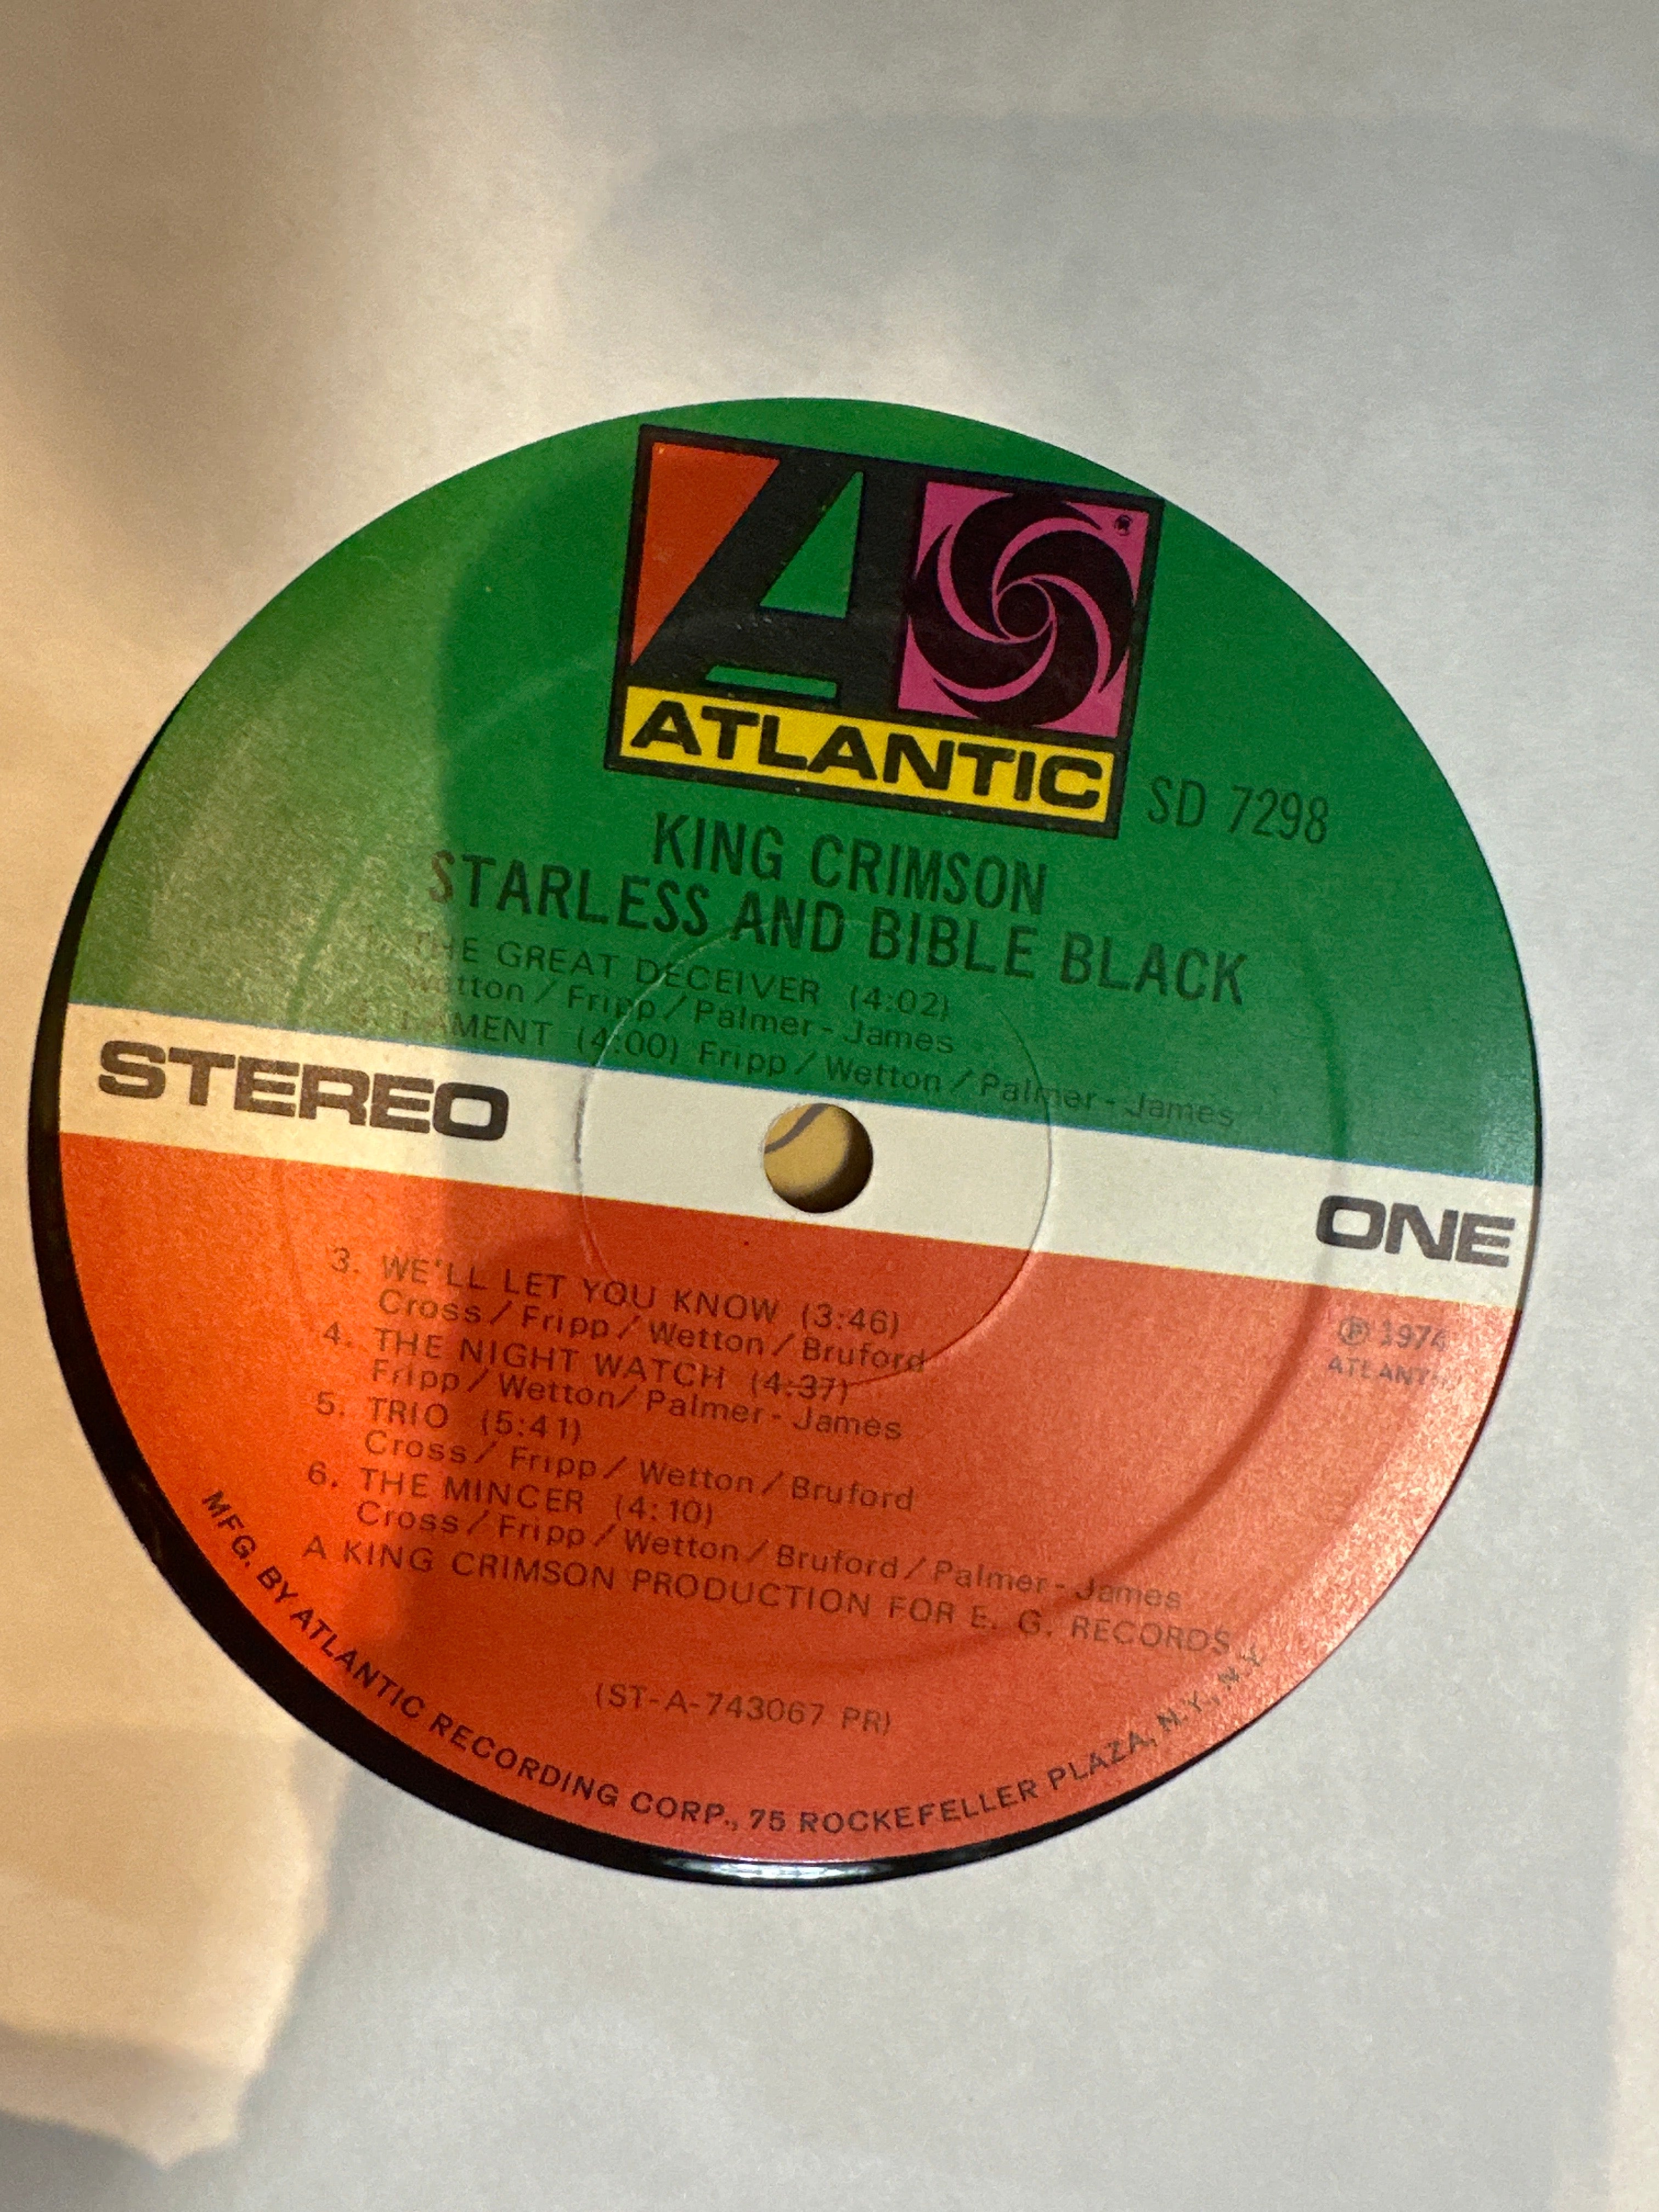 ATLANTIC
SD 7298
KING CRIMSON
STARLESS AND BIBLE BLACK
THE GREAT DECEIVER (4:02)
Wetton / Fripp / Palmer - James
LAMENT (4:00) Fripp / Wetton / Palmer - James
STEREO
ONE
3. WE'LL LET YOU KNOW (3:46)
Cross / Fripp / Wetton / Bruford
4. THE NIGHT WATCH (4:37)
Fripp / Wetton / Palmer - James
5. TRIO (5:41)
Cross / Fripp / Wetton / Bruford
6. THE MINCER (4:10)
Cross / Fripp / Wetton / Bruford / Palmer - James
A KING CRIMSON PRODUCTION FOR E. G. RECORDS
℗ 1974
ATLANTIC
(ST-A-743067 PR)
MFG. BY ATLANTIC RECORDING CORP., 75 ROCKEFELLER PLAZA, N.Y., N.Y.